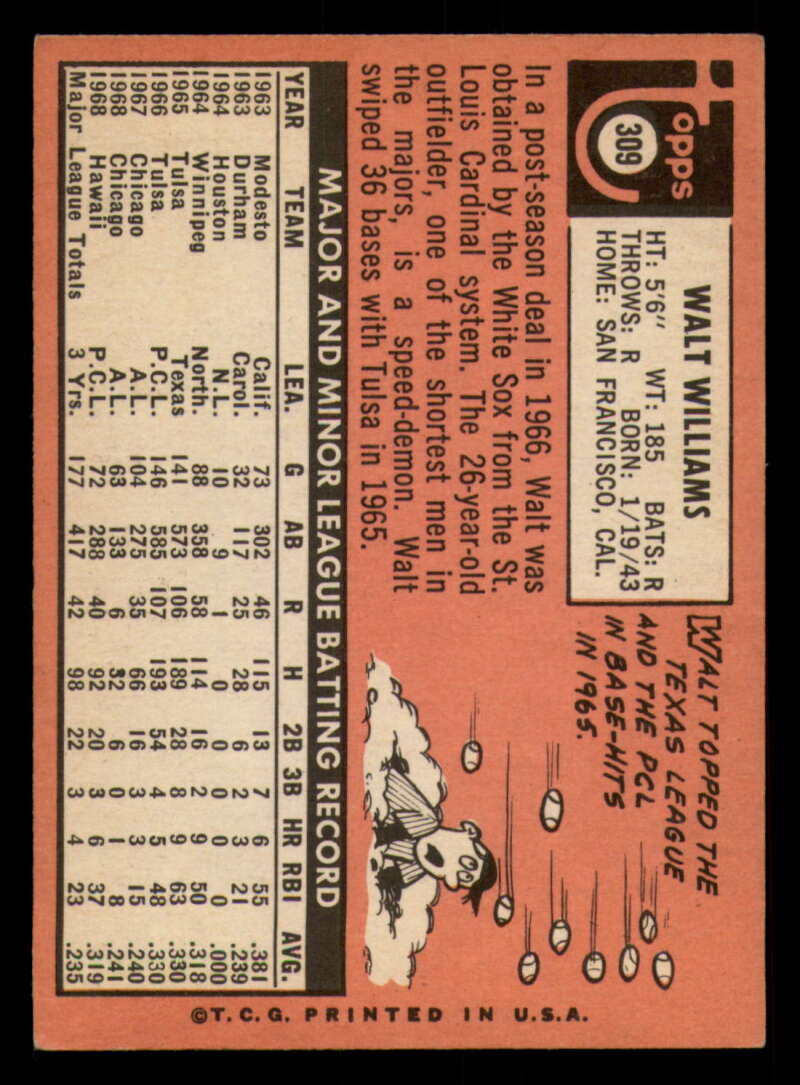 Topps
309
WALT WILLIAMS
HT: 5'6" WT: 185 BATS: R
THROWS: R BORN: 1/19/43
HOME: SAN FRANCISCO, CAL.
WALT TOPPED THE
TEXAS LEAGUE
AND THE PCL
IN BASE-HITS
IN 1965.
In a post-season deal in 1966, Walt was
obtained by the White Sox from the St.
Louis Cardinal system. The 26-year-old
outfielder, one of the shortest men in
the majors, is a speed-demon. Walt
swiped 36 bases with Tulsa in 1965.
MAJOR AND MINOR LEAGUE BATTING RECORD
YEAR TEAM LEA. G AB R H 2B 3B HR RBI AVG.
1963 Modesto Calif. 73 302 46 115 13 7 6 55 .381
1963 Durham Carol. 32 117 25 28 6 2 3 21 .239
1964 Houston N.L. 10 9 1 0 0 0 0 0 .000
1964 Winnipeg North. 88 358 58 114 16 2 9 50 .318
1965 Tulsa Texas 141 573 106 189 28 8 9 63 .330
1966 Tulsa P.C.L. 146 585 107 193 54 4 5 48 .330
1967 Chicago A.L. 104 275 35 66 16 3 3 15 .240
1968 Chicago A.L. 63 133 6 32 6 0 1 8 .241
1968 Hawaii P.C.L. 72 288 40 92 20 3 6 37 .319
Major League Totals 3 Yrs. 177 417 42 98 22 3 4 23 .235
©T.C.G. PRINTED IN U.S.A.